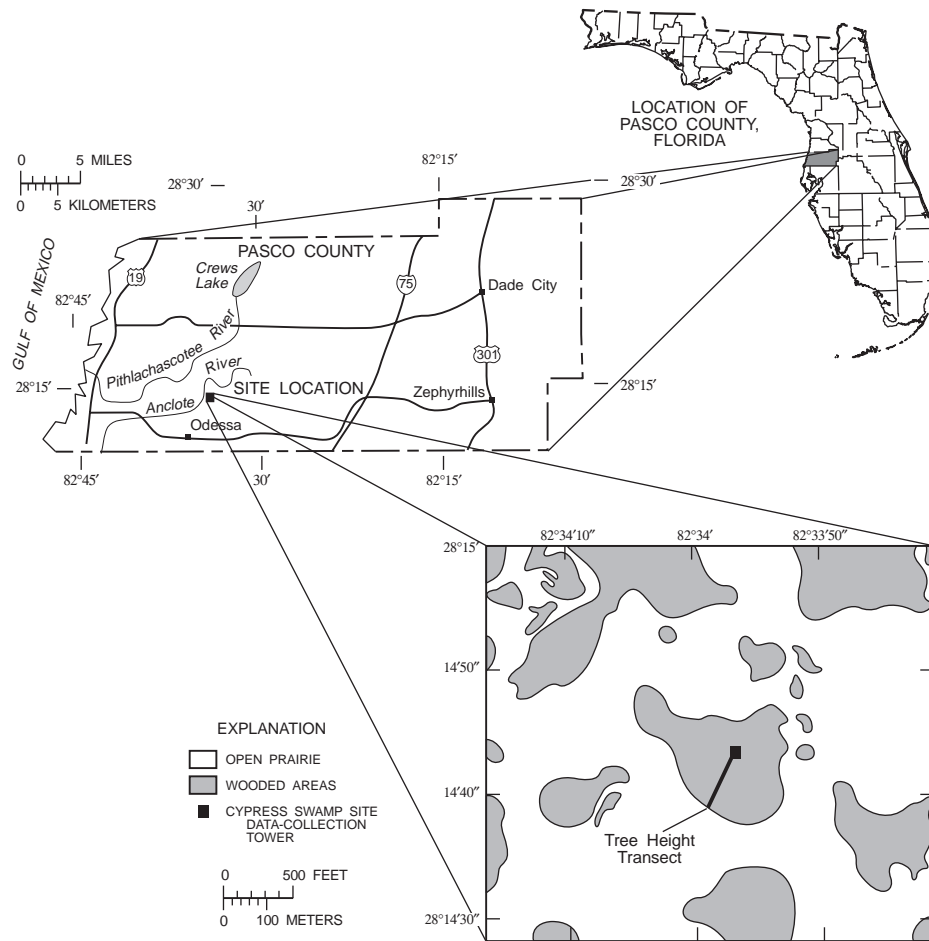 LOCATION OF
PASCO COUNTY,
FLORIDA
0 5 MILES
0 5 KILOMETERS
82°15′
28°30′
28°30′
30′
GULF OF MEXICO
PASCO COUNTY
Crews
Lake
19
75
Dade City
82°45′
Pithlachascotee River
301
River
28°15′
SITE LOCATION
Zephyrhills
28°15′
Anclote
Odessa
82°45′
30′
82°15′
82°34′10″
82°34′
82°33′50″
28°15′
14′50″
14′40″
28°14′30″
Tree Height
Transect
EXPLANATION
OPEN PRAIRIE
WOODED AREAS
CYPRESS SWAMP SITE
DATA-COLLECTION
TOWER
0 500 FEET
0 100 METERS